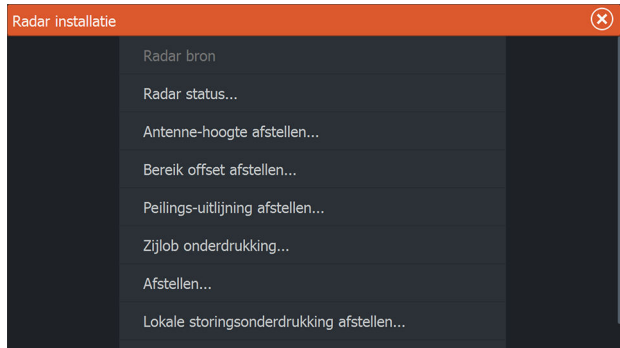 Radar installatie
Radar bron
Radar status...
Antenne-hoogte afstellen...
Bereik offset afstellen...
Peilings-uitlijning afstellen...
Zijlob onderdrukking...
Afstellen...
Lokale storingsonderdrukking afstellen...